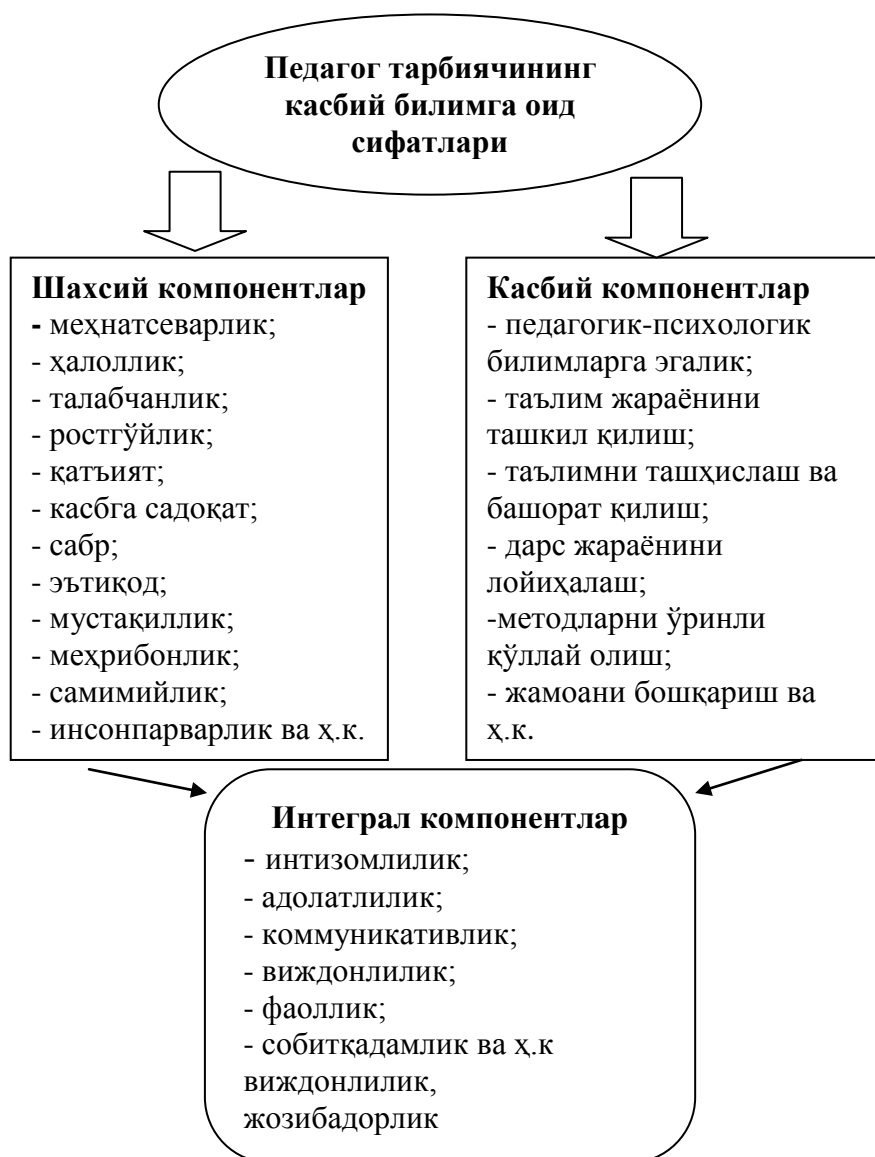 Педагог тарбиячининг
касбий билимга оид
сифатлари
Шахсий компонентлар
- меҳнатсеварлик;
- ҳалоллик;
- талабчанлик;
- ростгўйлик;
- қатъият;
- касбга садоқат;
- сабр;
- эътиқод;
- мустақиллик;
- меҳрибонлик;
- самимийлик;
- инсонпарварлик ва ҳ.к.
Касбий компонентлар
- педагогик-психологик
билимларга эгалик;
- таълим жараёнини
ташкил қилиш;
- таълимни ташҳислаш ва
башорат қилиш;
- дарс жараёнини
лойиҳалаш;
-методларни ўринли
қўллай олиш;
- жамоани бошқариш ва
ҳ.к.
Интеграл компонентлар
- интизомлилик;
- адолатлилик;
- коммуникативлик;
- виждонлилик;
- фаоллик;
- собитқадамлик ва ҳ.к
виждонлилик,
жозибадорлик